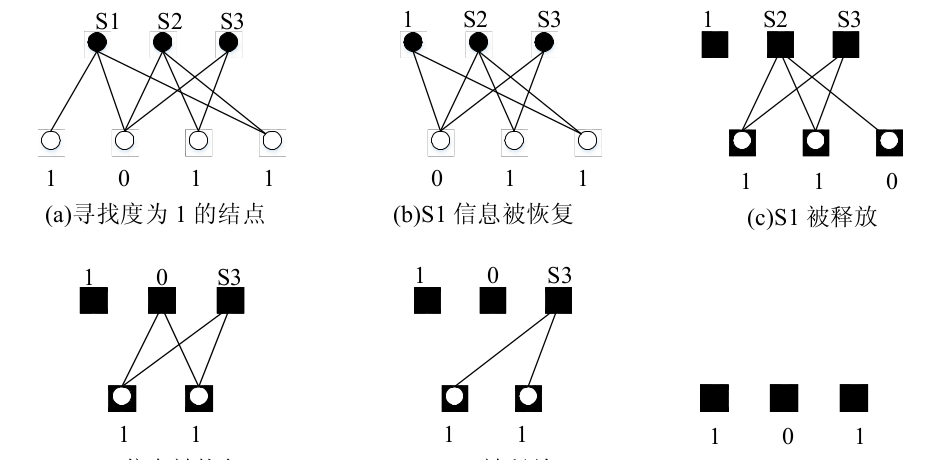 S1 S2 S3
1 S2 S3
1 S2 S3
1 0 1 1
0 1 1
1 1 0
(a)寻找度为 1 的结点
(b)S1 信息被恢复
(c)S1 被释放
1 0 S3
1 0 S3
1 1
1 1
1 0 1